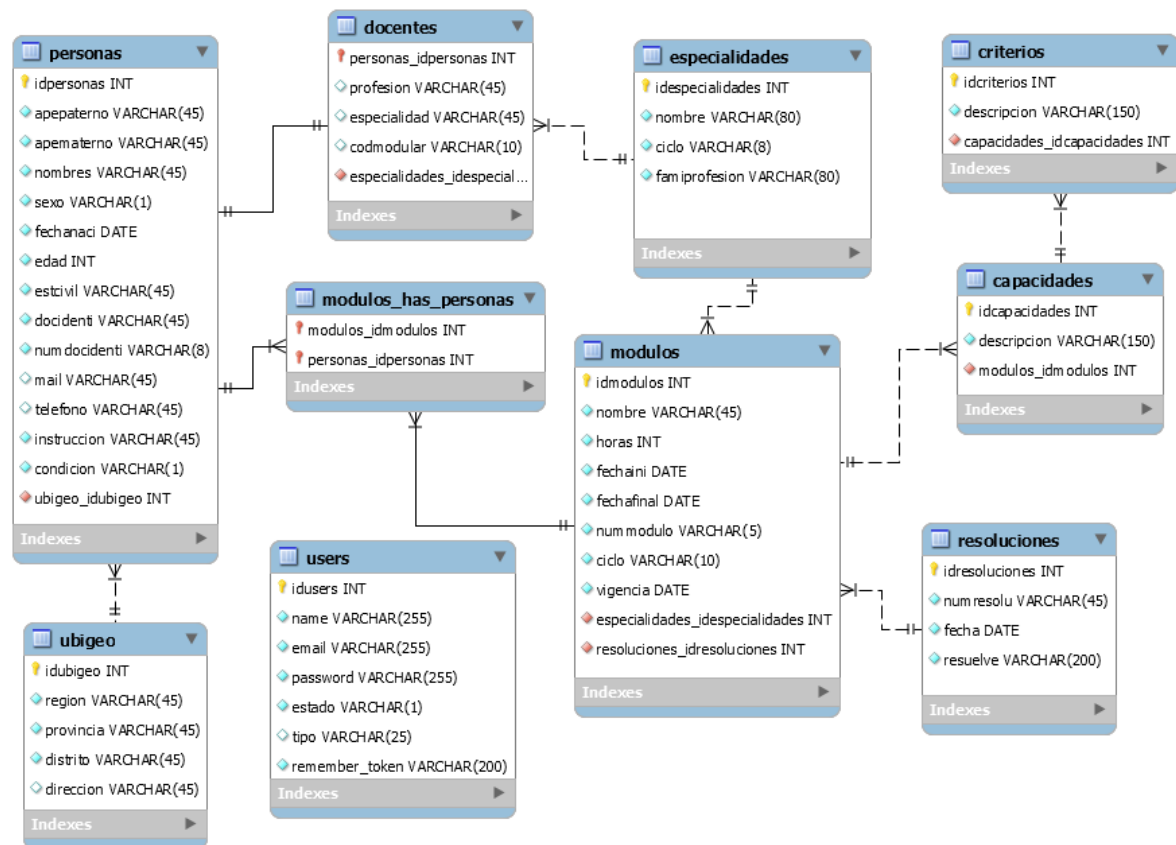 personas
idpersonas INT
apepaterno VARCHAR(45)
apematerno VARCHAR(45)
nombres VARCHAR(45)
sexo VARCHAR(1)
fechanaci DATE
edad INT
estcivil VARCHAR(45)
docidenti VARCHAR(45)
numdocidenti VARCHAR(8)
mail VARCHAR(45)
telefono VARCHAR(45)
instruccion VARCHAR(45)
condicion VARCHAR(1)
ubigeo_idubigeo INT
Indexes
docentes
personas_idpersonas INT
profesion VARCHAR(45)
especialidad VARCHAR(45)
codmodular VARCHAR(10)
especialidades_idespecial...
Indexes
especialidades
idespecialidades INT
nombre VARCHAR(80)
ciclo VARCHAR(8)
famiprofesion VARCHAR(80)
Indexes
criterios
idcriterios INT
descripcion VARCHAR(150)
capacidades_idcapacidades INT
Indexes
modulos_has_personas
modulos_idmodulos INT
personas_idpersonas INT
Indexes
capacidades
idcapacidades INT
descripcion VARCHAR(150)
modulos_idmodulos INT
Indexes
modulos
idmodulos INT
nombre VARCHAR(45)
horas INT
fechaini DATE
fechafinal DATE
nummodulo VARCHAR(5)
ciclo VARCHAR(10)
vigencia DATE
especialidades_idespecialidades INT
resoluciones_idresoluciones INT
Indexes
users
idusers INT
name VARCHAR(255)
email VARCHAR(255)
password VARCHAR(255)
estado VARCHAR(1)
tipo VARCHAR(25)
remember_token VARCHAR(200)
Indexes
resoluciones
idresoluciones INT
numresolu VARCHAR(45)
fecha DATE
resuelve VARCHAR(200)
Indexes
ubigeo
idubigeo INT
region VARCHAR(45)
provincia VARCHAR(45)
distrito VARCHAR(45)
direccion VARCHAR(45)
Indexes